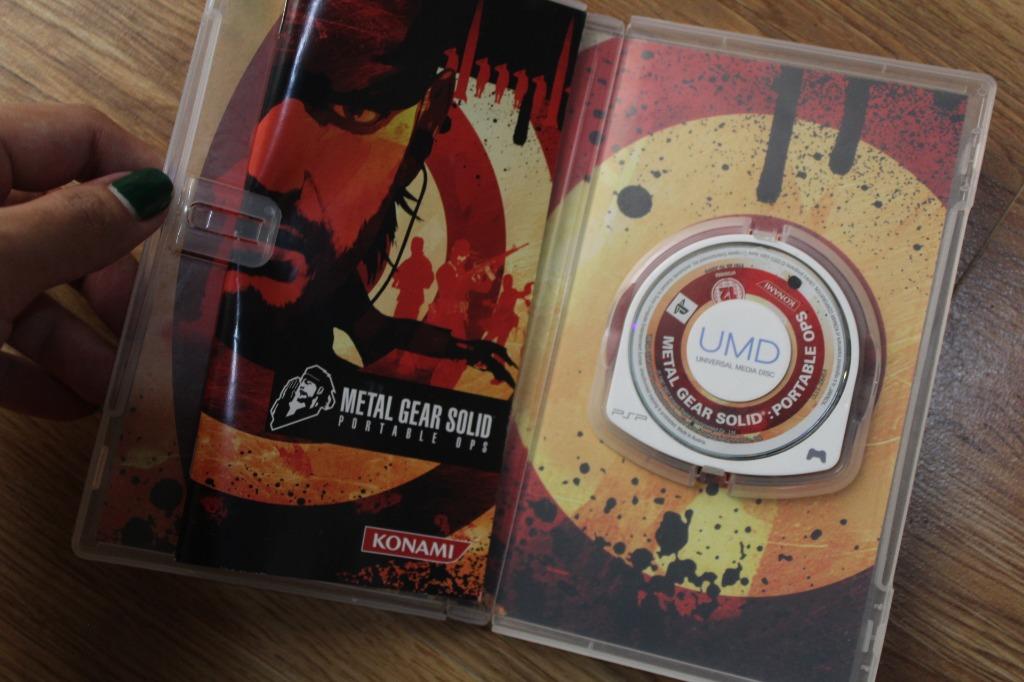 METAL GEAR SOLID
PORTABLE OPS
KONAMI
KONAMI
UMD
UNIVERSAL MEDIA DISC
METAL GEAR SOLID: PORTABLE OPS
PSP